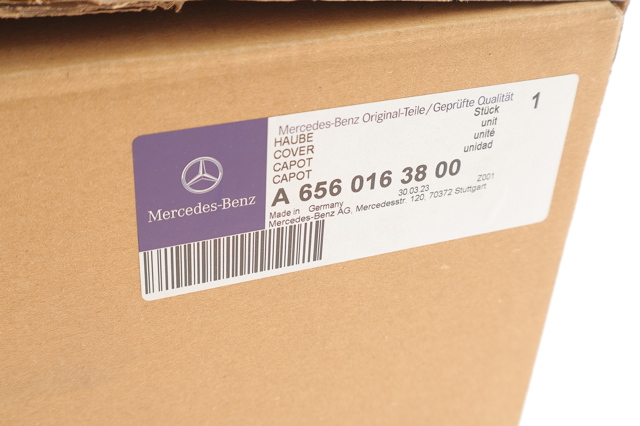 Mercedes-Benz
Mercedes-Benz Original-Teile/Geprüfte Qualität
1
HAUBE
Stück
COVER
unit
CAPOT
unité
CAPOT
unidad
A 656 016 38 00
Made in Germany
30.03.23
Z001
Mercedes-Benz AG, Mercedesstr. 120, 70372 Stuttgart